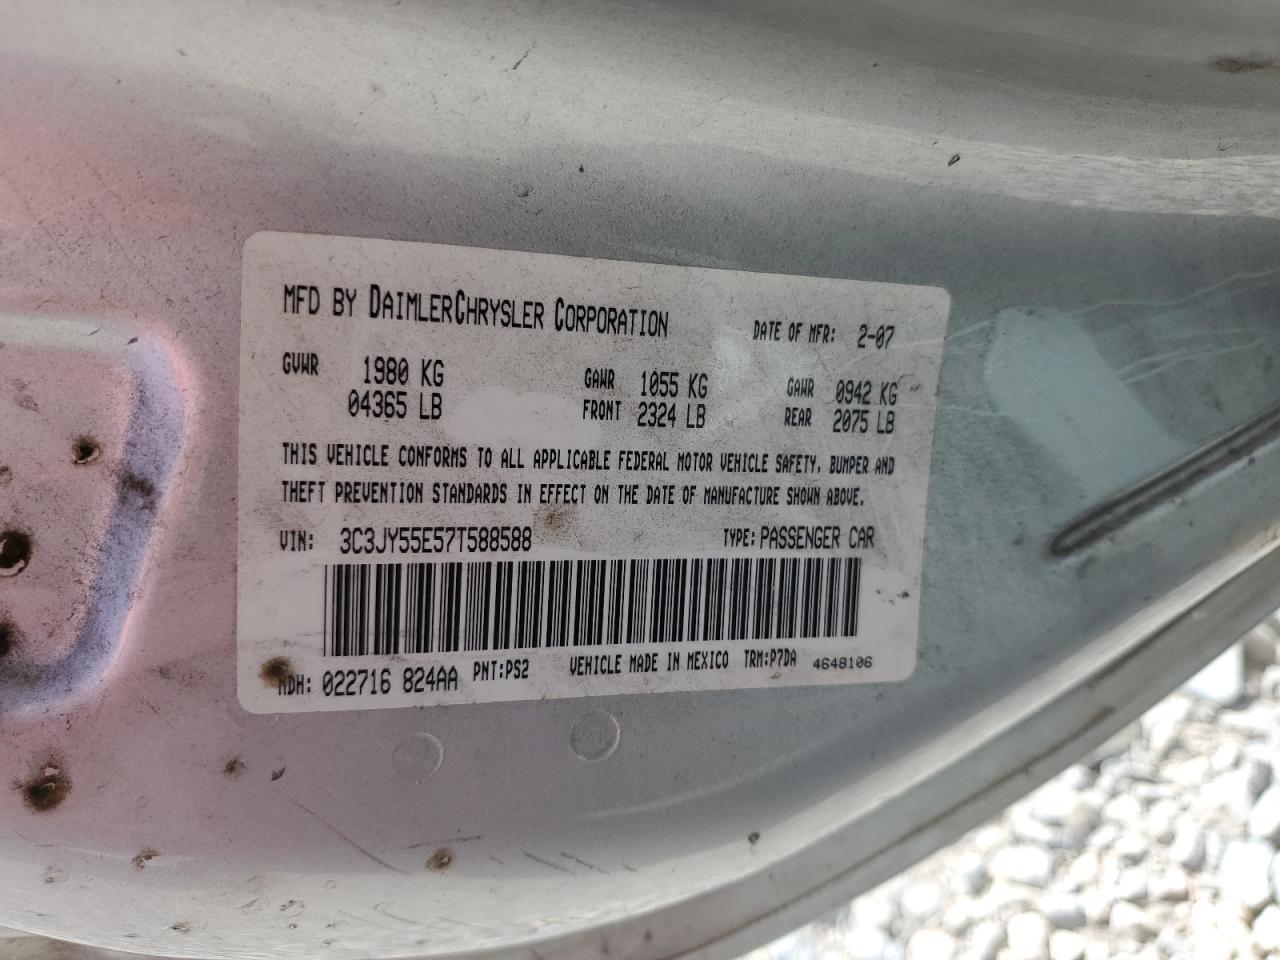 MFD BY DAIMLERCHRYSLER CORPORATION DATE OF MFR: 2-07
GVWR 1980 KG GAWR 1055 KG GAWR 0942 KG
04365 LB FRONT 2324 LB REAR 2075 LB
THIS VEHICLE CONFORMS TO ALL APPLICABLE FEDERAL MOTOR VEHICLE SAFETY, BUMPER AND
THEFT PREVENTION STANDARDS IN EFFECT ON THE DATE OF MANUFACTURE SHOWN ABOVE.
VIN: 3C3JY55E57T588588 TYPE: PASSENGER CAR
MDH: 022716 824AA PNT:PS2 VEHICLE MADE IN MEXICO TRM:P7DA 4648106